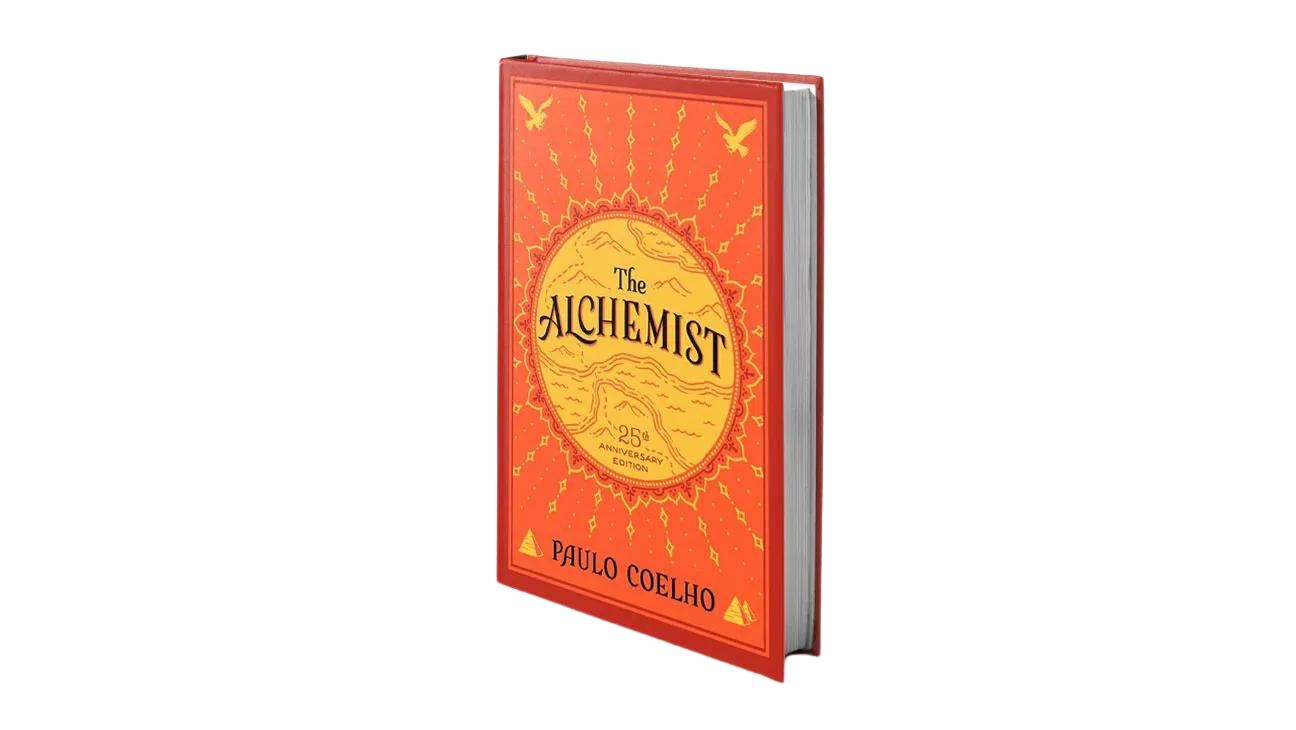 The
ALCHEMIST
25th
ANNIVERSARY
EDITION
PAULO COELHO